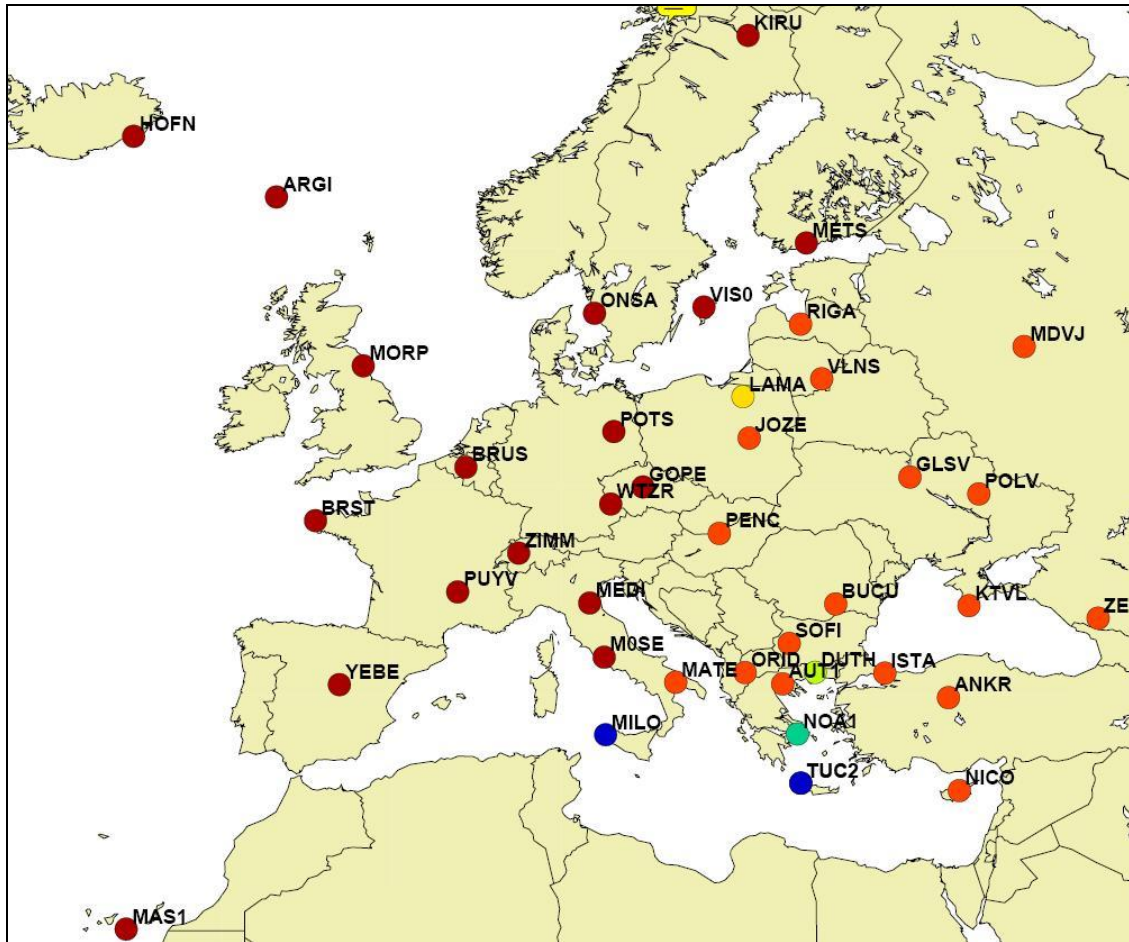 KIRU
HOFN
ARGI
METS
VIS0
ONSA
RIGA
MDVJ
MORP
VLNS
LAMA
POTS
JOZE
BRUS
GOPE
GLSV
POLV
WTZR
BRST
PENC
ZIMM
PUYV
MEDI
BUCU
KTVL
ZE
SOFI
M0SE
YEBE
MATE
ORID
DUTH
ISTA
AUT1
ANKR
MILO
NOA1
TUC2
NICO
MAS1